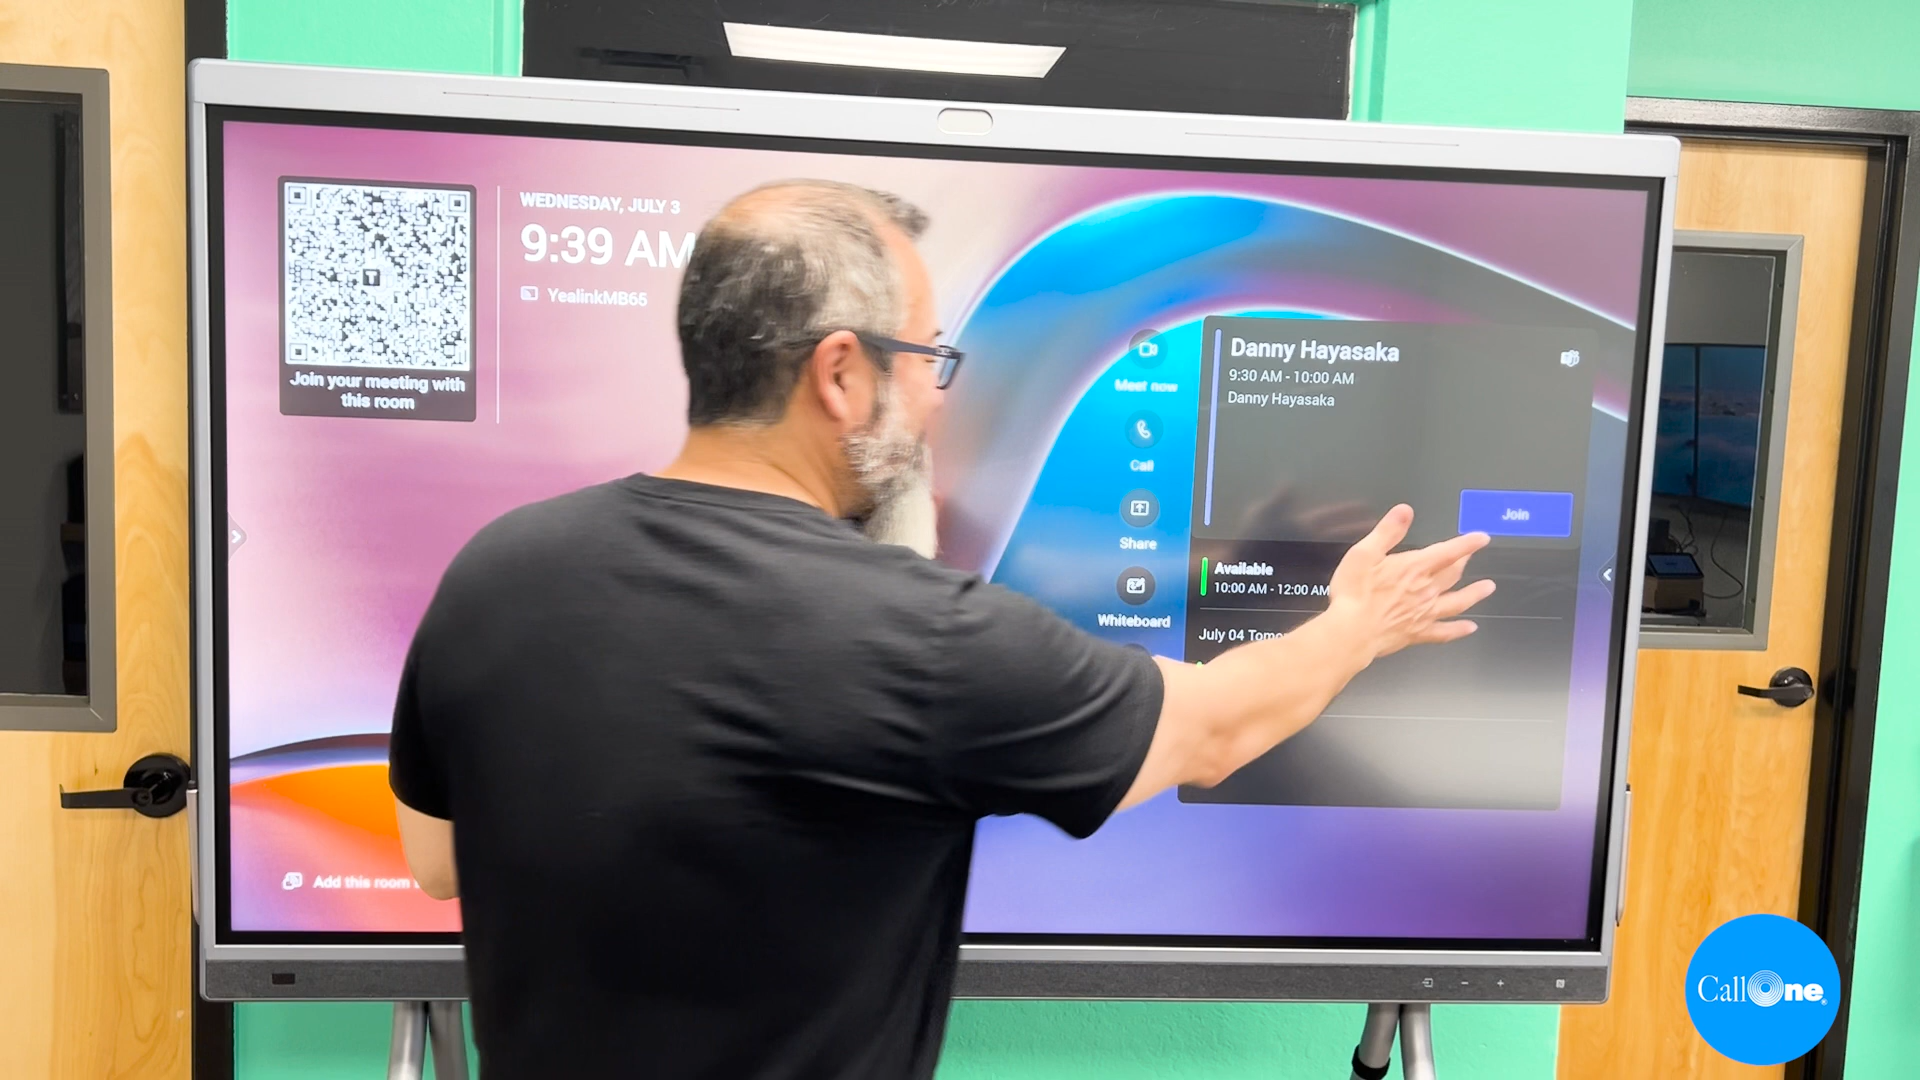 WEDNESDAY, JULY 3
9:39 AM
YealinkMB65
Join your meeting with
this room
Meet now
Call
Share
Whiteboard
Danny Hayasaka
9:30 AM - 10:00 AM
Danny Hayasaka
Join
Available
10:00 AM - 12:00 AM
July 04
Add this room
CallOne